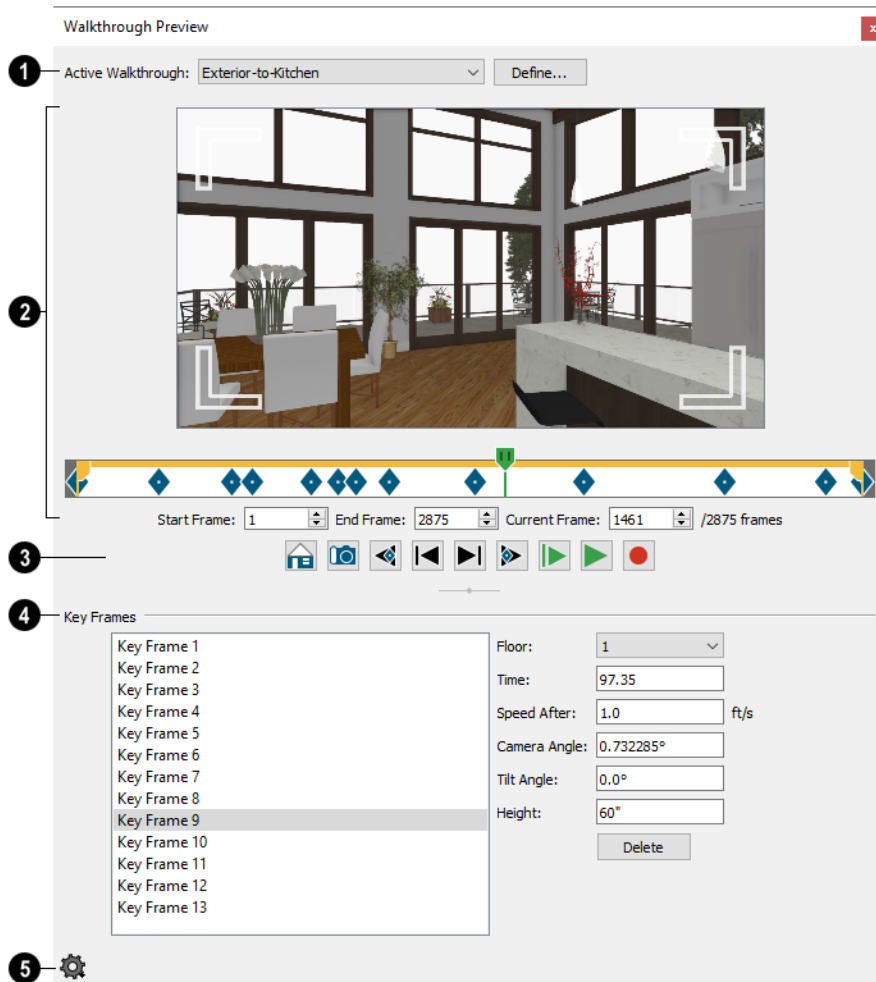 Walkthrough Preview
x
1 Active Walkthrough: Exterior-to-Kitchen Define...
2
Start Frame: 1 End Frame: 2875 Current Frame: 1461 /2875 frames
3
4 Key Frames
Key Frame 1
Key Frame 2
Key Frame 3
Key Frame 4
Key Frame 5
Key Frame 6
Key Frame 7
Key Frame 8
Key Frame 9
Key Frame 10
Key Frame 11
Key Frame 12
Key Frame 13
Floor: 1
Time: 97.35
Speed After: 1.0 ft/s
Camera Angle: 0.732285°
Tilt Angle: 0.0°
Height: 60"
Delete
5